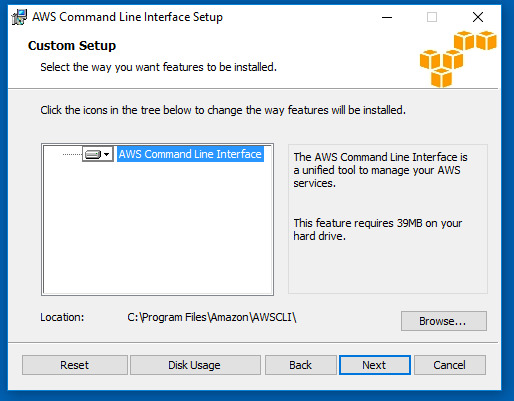 AWS Command Line Interface Setup
Custom Setup
Select the way you want features to be installed.
Click the icons in the tree below to change the way features will be installed.
AWS Command Line Interface
The AWS Command Line Interface is
a unified tool to manage your AWS
services.
This feature requires 39MB on your
hard drive.
Location: C:\Program Files\Amazon\AWSCLI\
Browse...
Reset Disk Usage Back Next Cancel